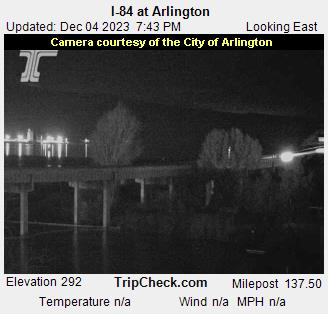 I-84 at Arlington
Updated: Dec 04 2023 7:43 PM Looking East
Camera courtesy of the City of Arlington
Elevation 292 TripCheck.com Milepost 137.50
Temperature n/a Wind n/a MPH n/a